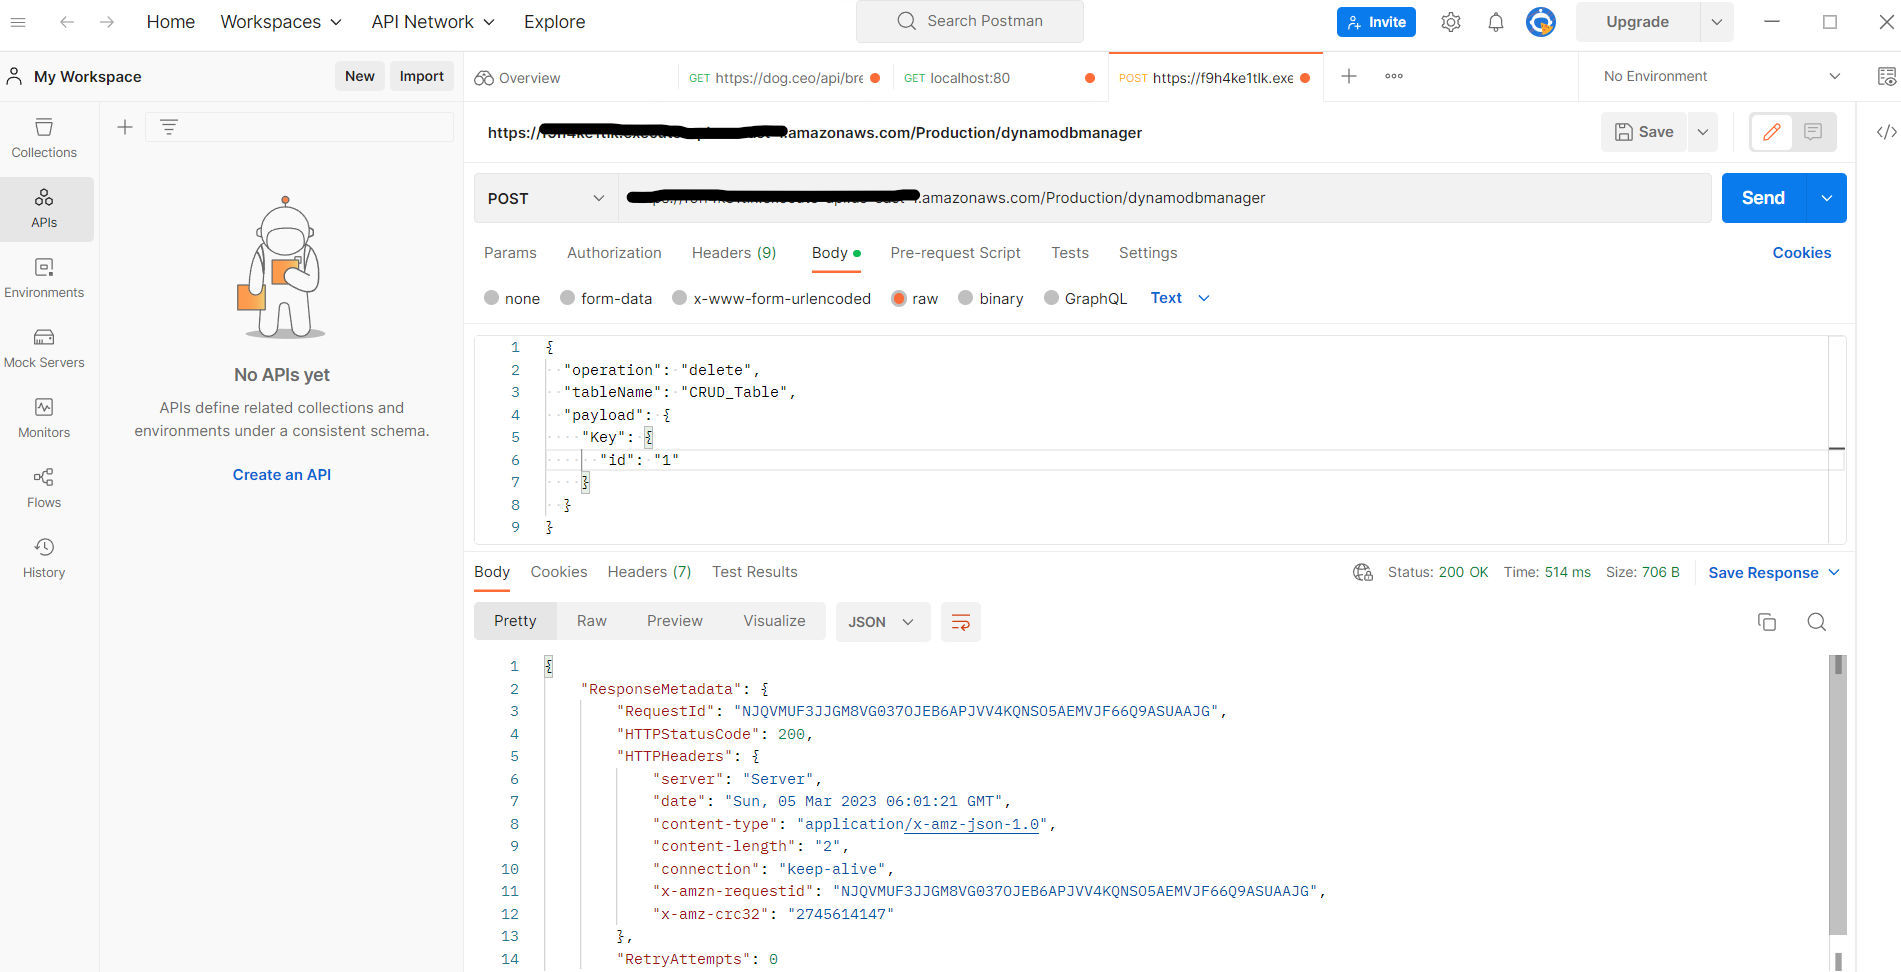 Home Workspaces API Network Explore Search Postman Invite Upgrade
My Workspace New Import Overview GET https://dog.ceo/api/bre GET localhost:80 POST https://f9h4ke1tlk.exe No Environment
Collections
APIs
Environments
Mock Servers
Monitors
Flows
History
No APIs yet
APIs define related collections and
environments under a consistent schema.
Create an API
https:// .amazonaws.com/Production/dynamodbmanager Save
POST .amazonaws.com/Production/dynamodbmanager Send
Params Authorization Headers (9) Body Pre-request Script Tests Settings Cookies
none form-data x-www-form-urlencoded raw binary GraphQL Text
1 {
2 "operation": "delete",
3 "tableName": "CRUD_Table",
4 "payload": {
5 "Key": {
6 "id": "1"
7 }
8 }
9 }
Body Cookies Headers (7) Test Results Status: 200 OK Time: 514 ms Size: 706 B Save Response
Pretty Raw Preview Visualize JSON
1 {
2 "ResponseMetadata": {
3 "RequestId": "NJQVMUF3JJGM8VG037OJEB6APJVV4KQNSO5AEMVJF66Q9ASUAAJG",
4 "HTTPStatusCode": 200,
5 "HTTPHeaders": {
6 "server": "Server",
7 "date": "Sun, 05 Mar 2023 06:01:21 GMT",
8 "content-type": "application/x-amz-json-1.0",
9 "content-length": "2",
10 "connection": "keep-alive",
11 "x-amzn-requestid": "NJQVMUF3JJGM8VG037OJEB6APJVV4KQNSO5AEMVJF66Q9ASUAAJG",
12 "x-amz-crc32": "2745614147"
13 },
14 "RetryAttempts": 0